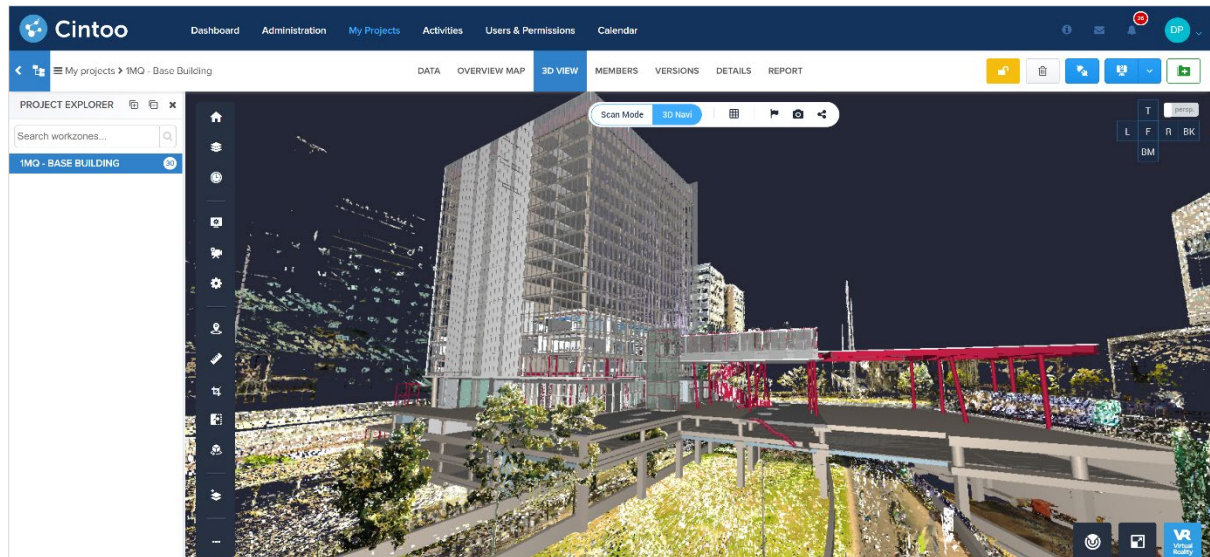 Cintoo
Dashboard Administration My Projects Activities Users & Permissions Calendar
36
DP
My projects > 1MQ - Base Building
DATA OVERVIEW MAP 3D VIEW MEMBERS VERSIONS DETAILS REPORT
PROJECT EXPLORER
Search workzones...
1MQ - BASE BUILDING 30
Scan Mode 3D Navi
T persp.
L F R BK
BM
VR
Virtual
Reality